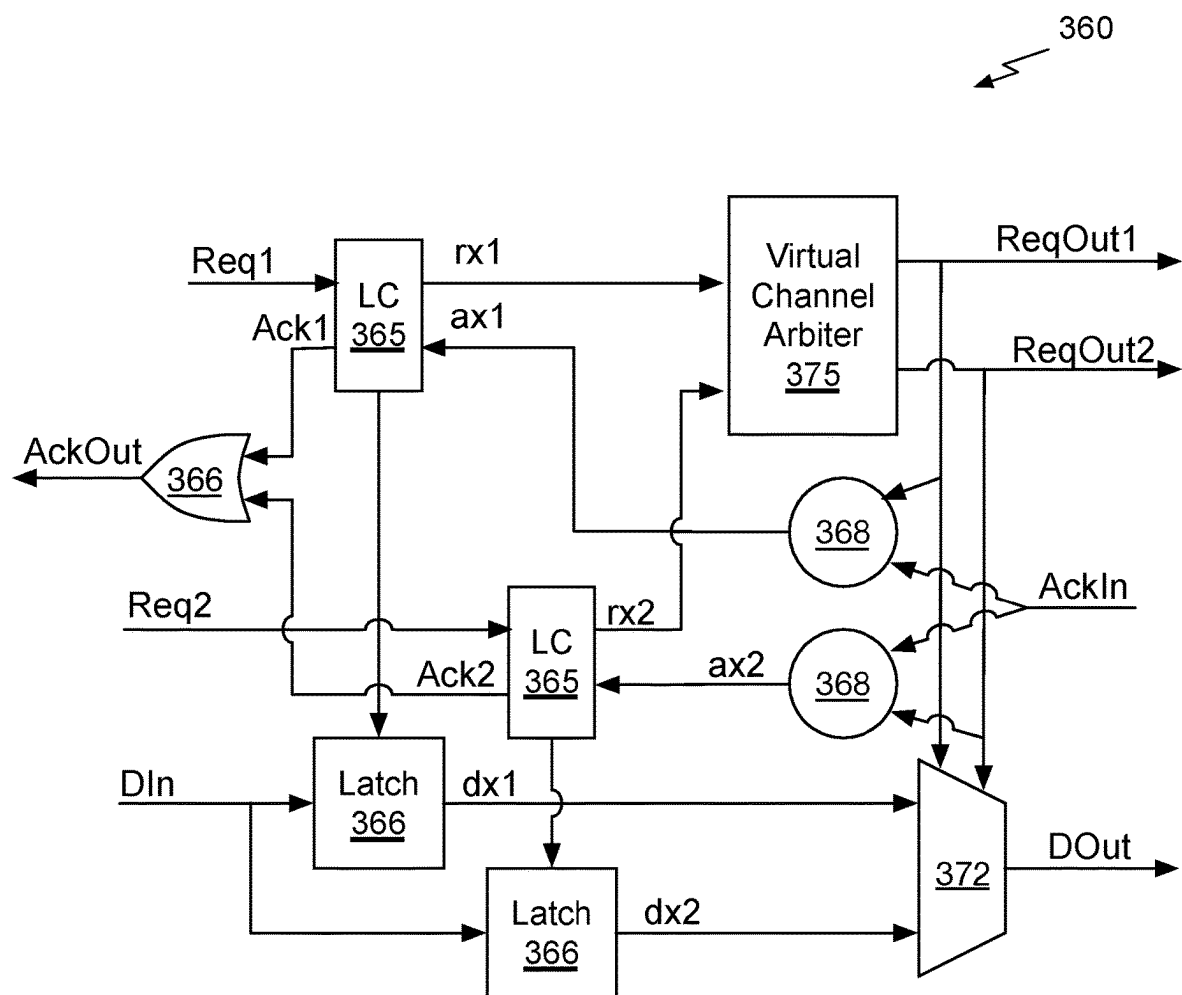 360
Req1
LC
365
rx1
Virtual
Channel
Arbiter
375
ReqOut1
Ack1
ax1
ReqOut2
AckOut
366
368
AckIn
Req2
LC
365
rx2
Ack2
ax2
368
DIn
Latch
366
dx1
372
DOut
Latch
366
dx2